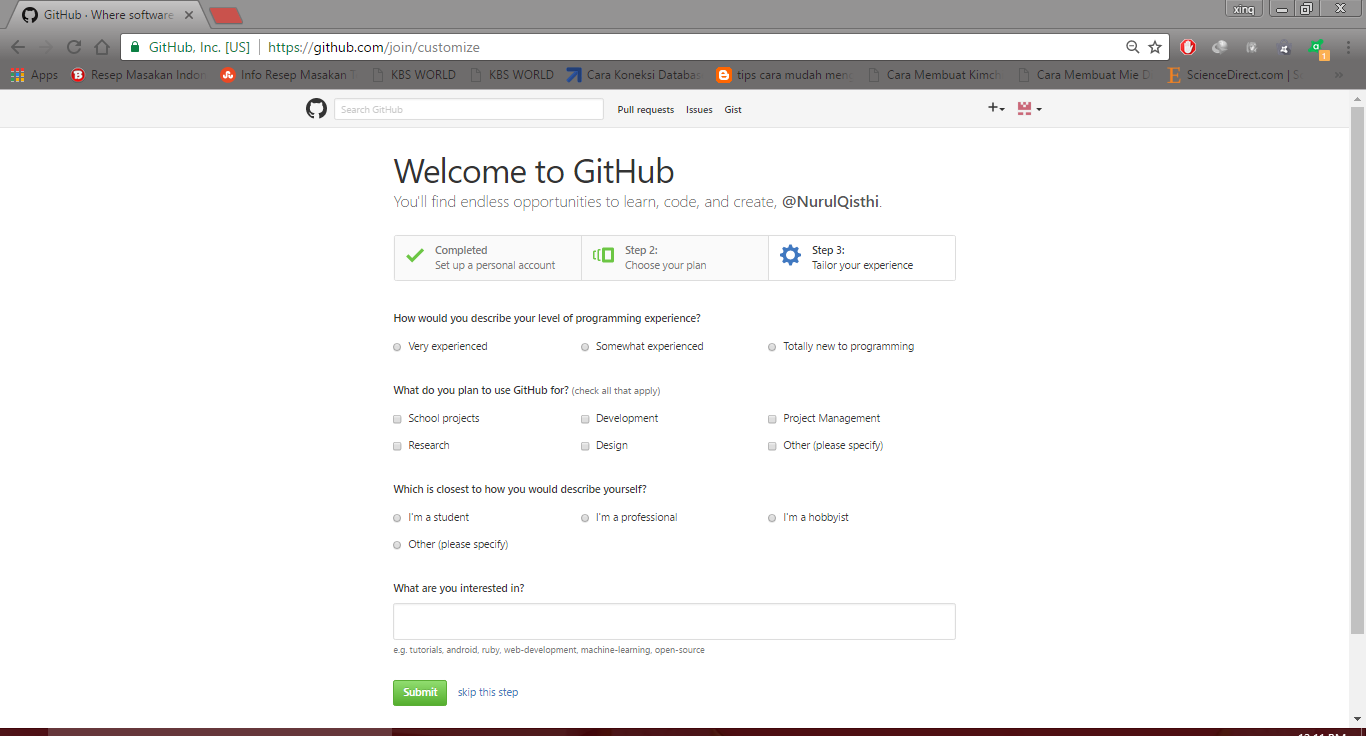 GitHub · Where software
xinq
GitHub, Inc. [US] https://github.com/join/customize
Apps Resep Masakan Indon Info Resep Masakan KBS WORLD KBS WORLD Cara Koneksi Databas tips cara mudah men Cara Membuat Kimch Cara Membuat Mie ScienceDirect.com |
1
Search GitHub Pull requests Issues Gist
Welcome to GitHub
You'll find endless opportunities to learn, code, and create, @NurulQisthi.
Completed
Set up a personal account
Step 2:
Choose your plan
Step 3:
Tailor your experience
How would you describe your level of programming experience?
Very experienced Somewhat experienced Totally new to programming
What do you plan to use GitHub for? (check all that apply)
School projects Development Project Management
Research Design Other (please specify)
Which is closest to how you would describe yourself?
I'm a student I'm a professional I'm a hobbyist
Other (please specify)
What are you interested in?
e.g. tutorials, android, ruby, web-development, machine-learning, open-source
Submit skip this step